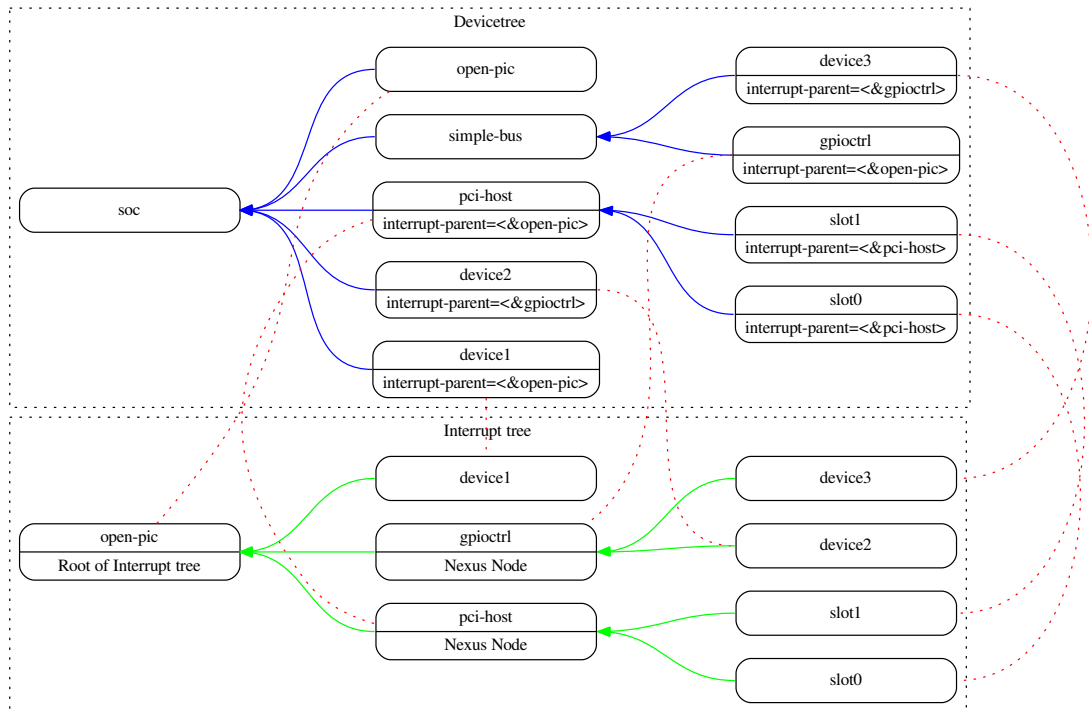 Devicetree
open-pic
simple-bus
soc
pci-host
interrupt-parent=<&open-pic>
device2
interrupt-parent=<&gpioctrl>
device1
interrupt-parent=<&open-pic>
device3
interrupt-parent=<&gpioctrl>
gpioctrl
interrupt-parent=<&open-pic>
slot1
interrupt-parent=<&pci-host>
slot0
interrupt-parent=<&pci-host>
Interrupt tree
open-pic
Root of Interrupt tree
device1
gpioctrl
Nexus Node
pci-host
Nexus Node
device3
device2
slot1
slot0